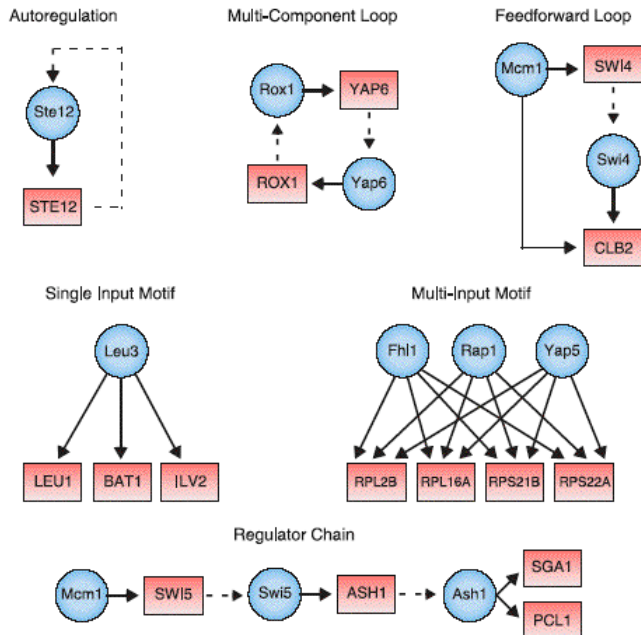 Autoregulation
Multi-Component Loop
Feedforward Loop
Ste12
STE12
Rox1
YAP6
ROX1
Yap6
Mcm1
SWI4
Swi4
CLB2
Single Input Motif
Multi-Input Motif
Leu3
LEU1
BAT1
ILV2
Fhl1
Rap1
Yap5
RPL2B
RPL16A
RPS21B
RPS22A
Regulator Chain
Mcm1
SWI5
Swi5
ASH1
Ash1
SGA1
PCL1